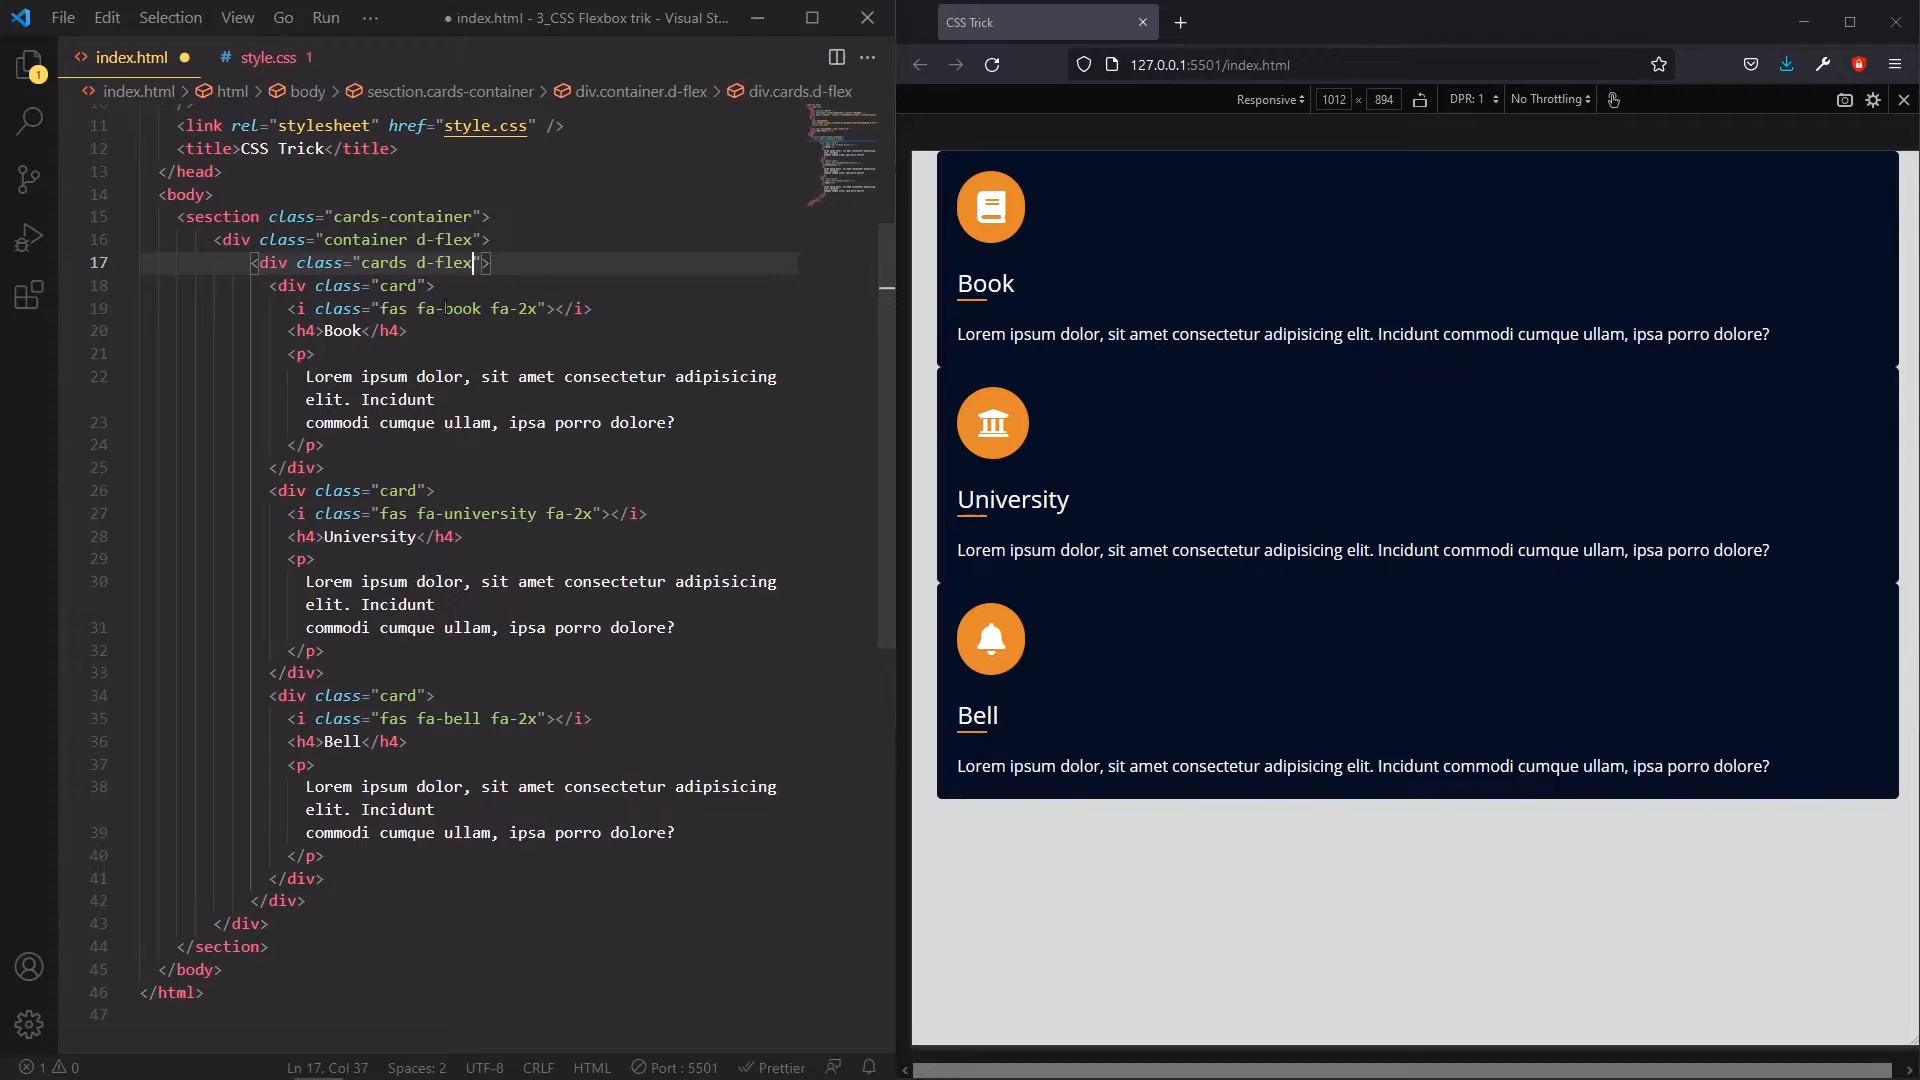 File Edit Selection View Go Run ··· ● index.html - 3_CSS Flexbox trik - Visual St...
index.html ● # style.css 1
index.html > html > body > sesction.cards-container > div.container.d-flex > div.cards.d-flex
1
11 <link rel="stylesheet" href="style.css" />
12 <title>CSS Trick</title>
13 </head>
14 <body>
15 <sesction class="cards-container">
16 <div class="container d-flex">
17 <div class="cards d-flex">
18 <div class="card">
19 <i class="fas fa-book fa-2x"></i>
20 <h4>Book</h4>
21 <p>
22 Lorem ipsum dolor, sit amet consectetur adipisicing
elit. Incidunt
23 commodi cumque ullam, ipsa porro dolore?
24 </p>
25 </div>
26 <div class="card">
27 <i class="fas fa-university fa-2x"></i>
28 <h4>University</h4>
29 <p>
30 Lorem ipsum dolor, sit amet consectetur adipisicing
elit. Incidunt
31 commodi cumque ullam, ipsa porro dolore?
32 </p>
33 </div>
34 <div class="card">
35 <i class="fas fa-bell fa-2x"></i>
36 <h4>Bell</h4>
37 <p>
38 Lorem ipsum dolor, sit amet consectetur adipisicing
elit. Incidunt
39 commodi cumque ullam, ipsa porro dolore?
40 </p>
41 </div>
42 </div>
43 </div>
44 </section>
45 </body>
46 </html>
47
1 0 Ln 17, Col 37 Spaces: 2 UTF-8 CRLF HTML Port : 5501 Prettier
CSS Trick
127.0.0.1:5501/index.html
Responsive 1012 × 894 DPR: 1 No Throttling
Book
Lorem ipsum dolor, sit amet consectetur adipisicing elit. Incidunt commodi cumque ullam, ipsa porro dolore?
University
Lorem ipsum dolor, sit amet consectetur adipisicing elit. Incidunt commodi cumque ullam, ipsa porro dolore?
Bell
Lorem ipsum dolor, sit amet consectetur adipisicing elit. Incidunt commodi cumque ullam, ipsa porro dolore?